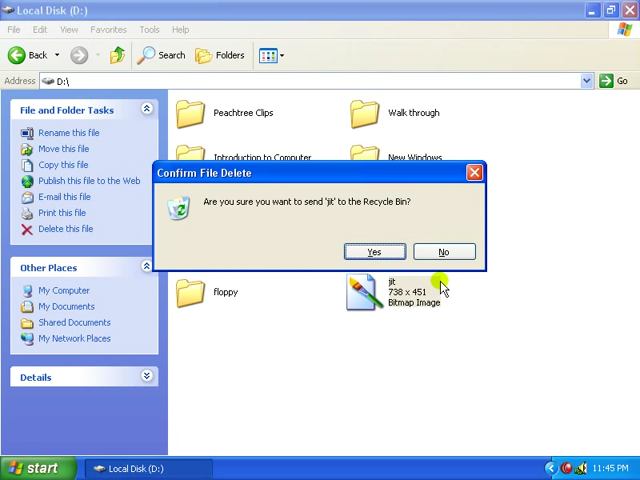 Local Disk (D:)
File Edit View Favorites Tools Help
Back Search Folders
Address D:\ Go
File and Folder Tasks
Rename this file
Move this file
Copy this file
Publish this file to the Web
E-mail this file
Print this file
Delete this file
Other Places
My Computer
My Documents
Shared Documents
My Network Places
Details
Peachtree Clips Walk through
Introduction to Computer New Windows
Confirm File Delete
Are you sure you want to send 'jit' to the Recycle Bin?
Yes No
floppy
jit
738 x 451
Bitmap Image
start Local Disk (D:) 11:45 PM